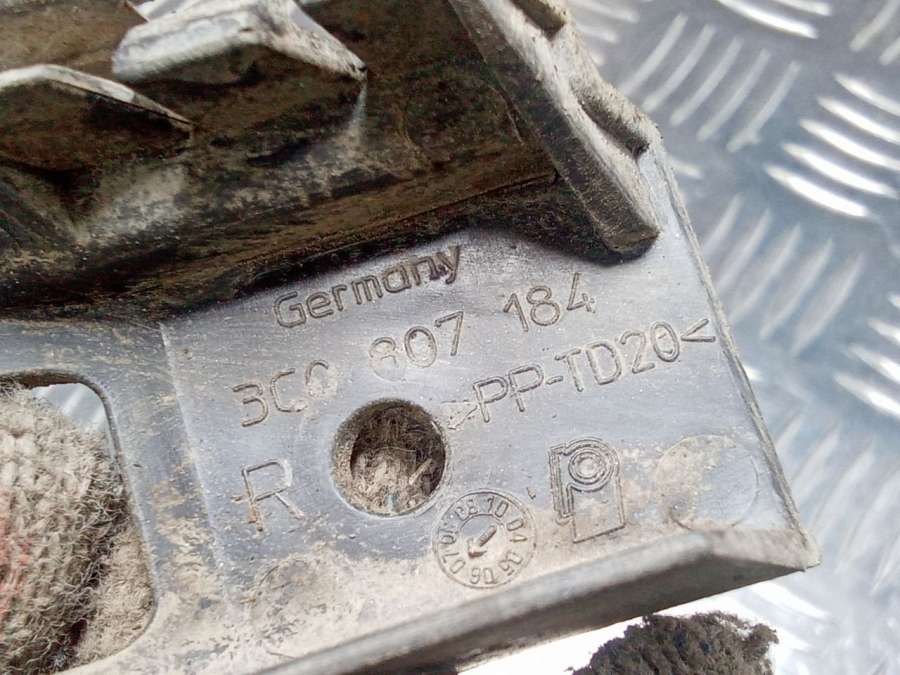 Germany
3C0 807 184
>PP-TD20<
R